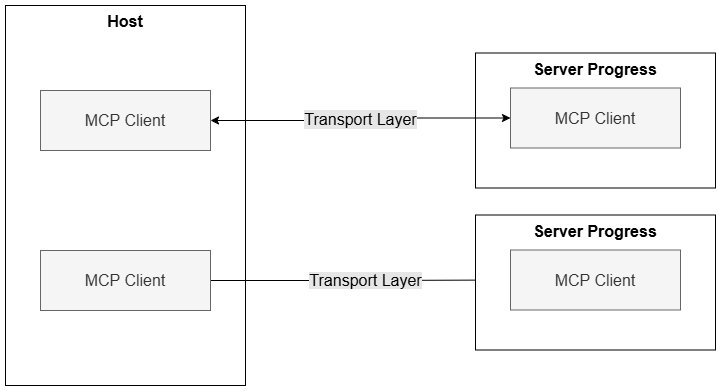 Host
MCP Client
Transport Layer
Server Progress
MCP Client
MCP Client
Transport Layer
Server Progress
MCP Client